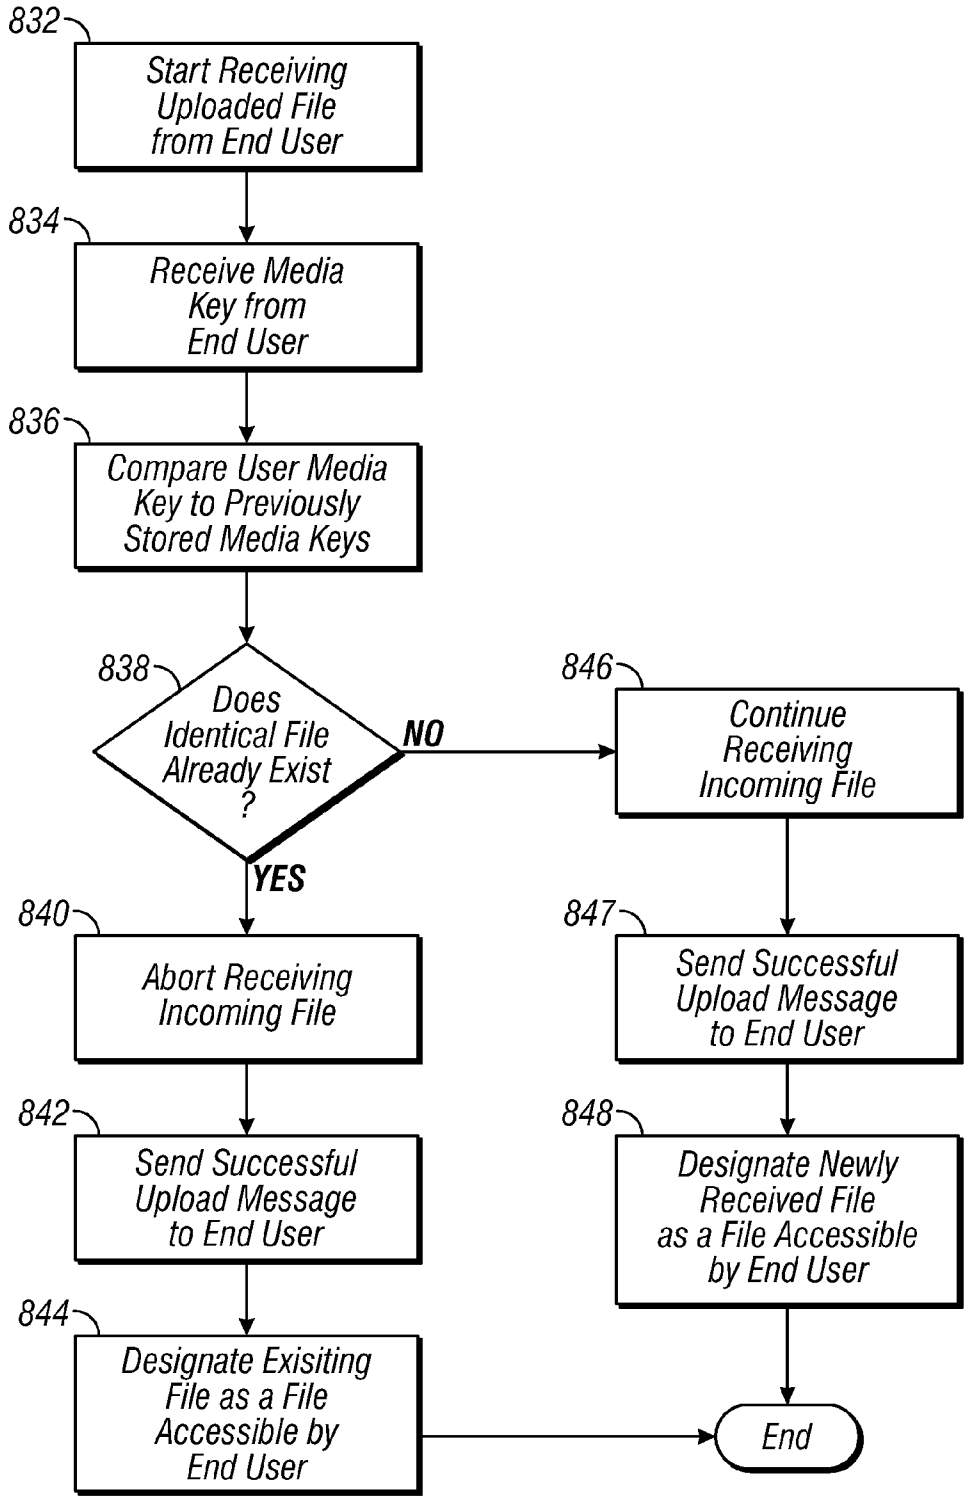 832
Start Receiving
Uploaded File
from End User
834
Receive Media
Key from
End User
836
Compare User Media
Key to Previously
Stored Media Keys
838
Does
Identical File
Already Exist
?
NO
YES
846
Continue
Receiving
Incoming File
840
Abort Receiving
Incoming File
847
Send Successful
Upload Message
to End User
842
Send Successful
Upload Message
to End User
848
Designate Newly
Received File
as a File Accessible
by End User
844
Designate Exisiting
File as a File
Accessible by
End User
End